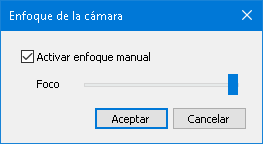 Enfoque de la cámara
Activar enfoque manual
Foco
Aceptar Cancelar